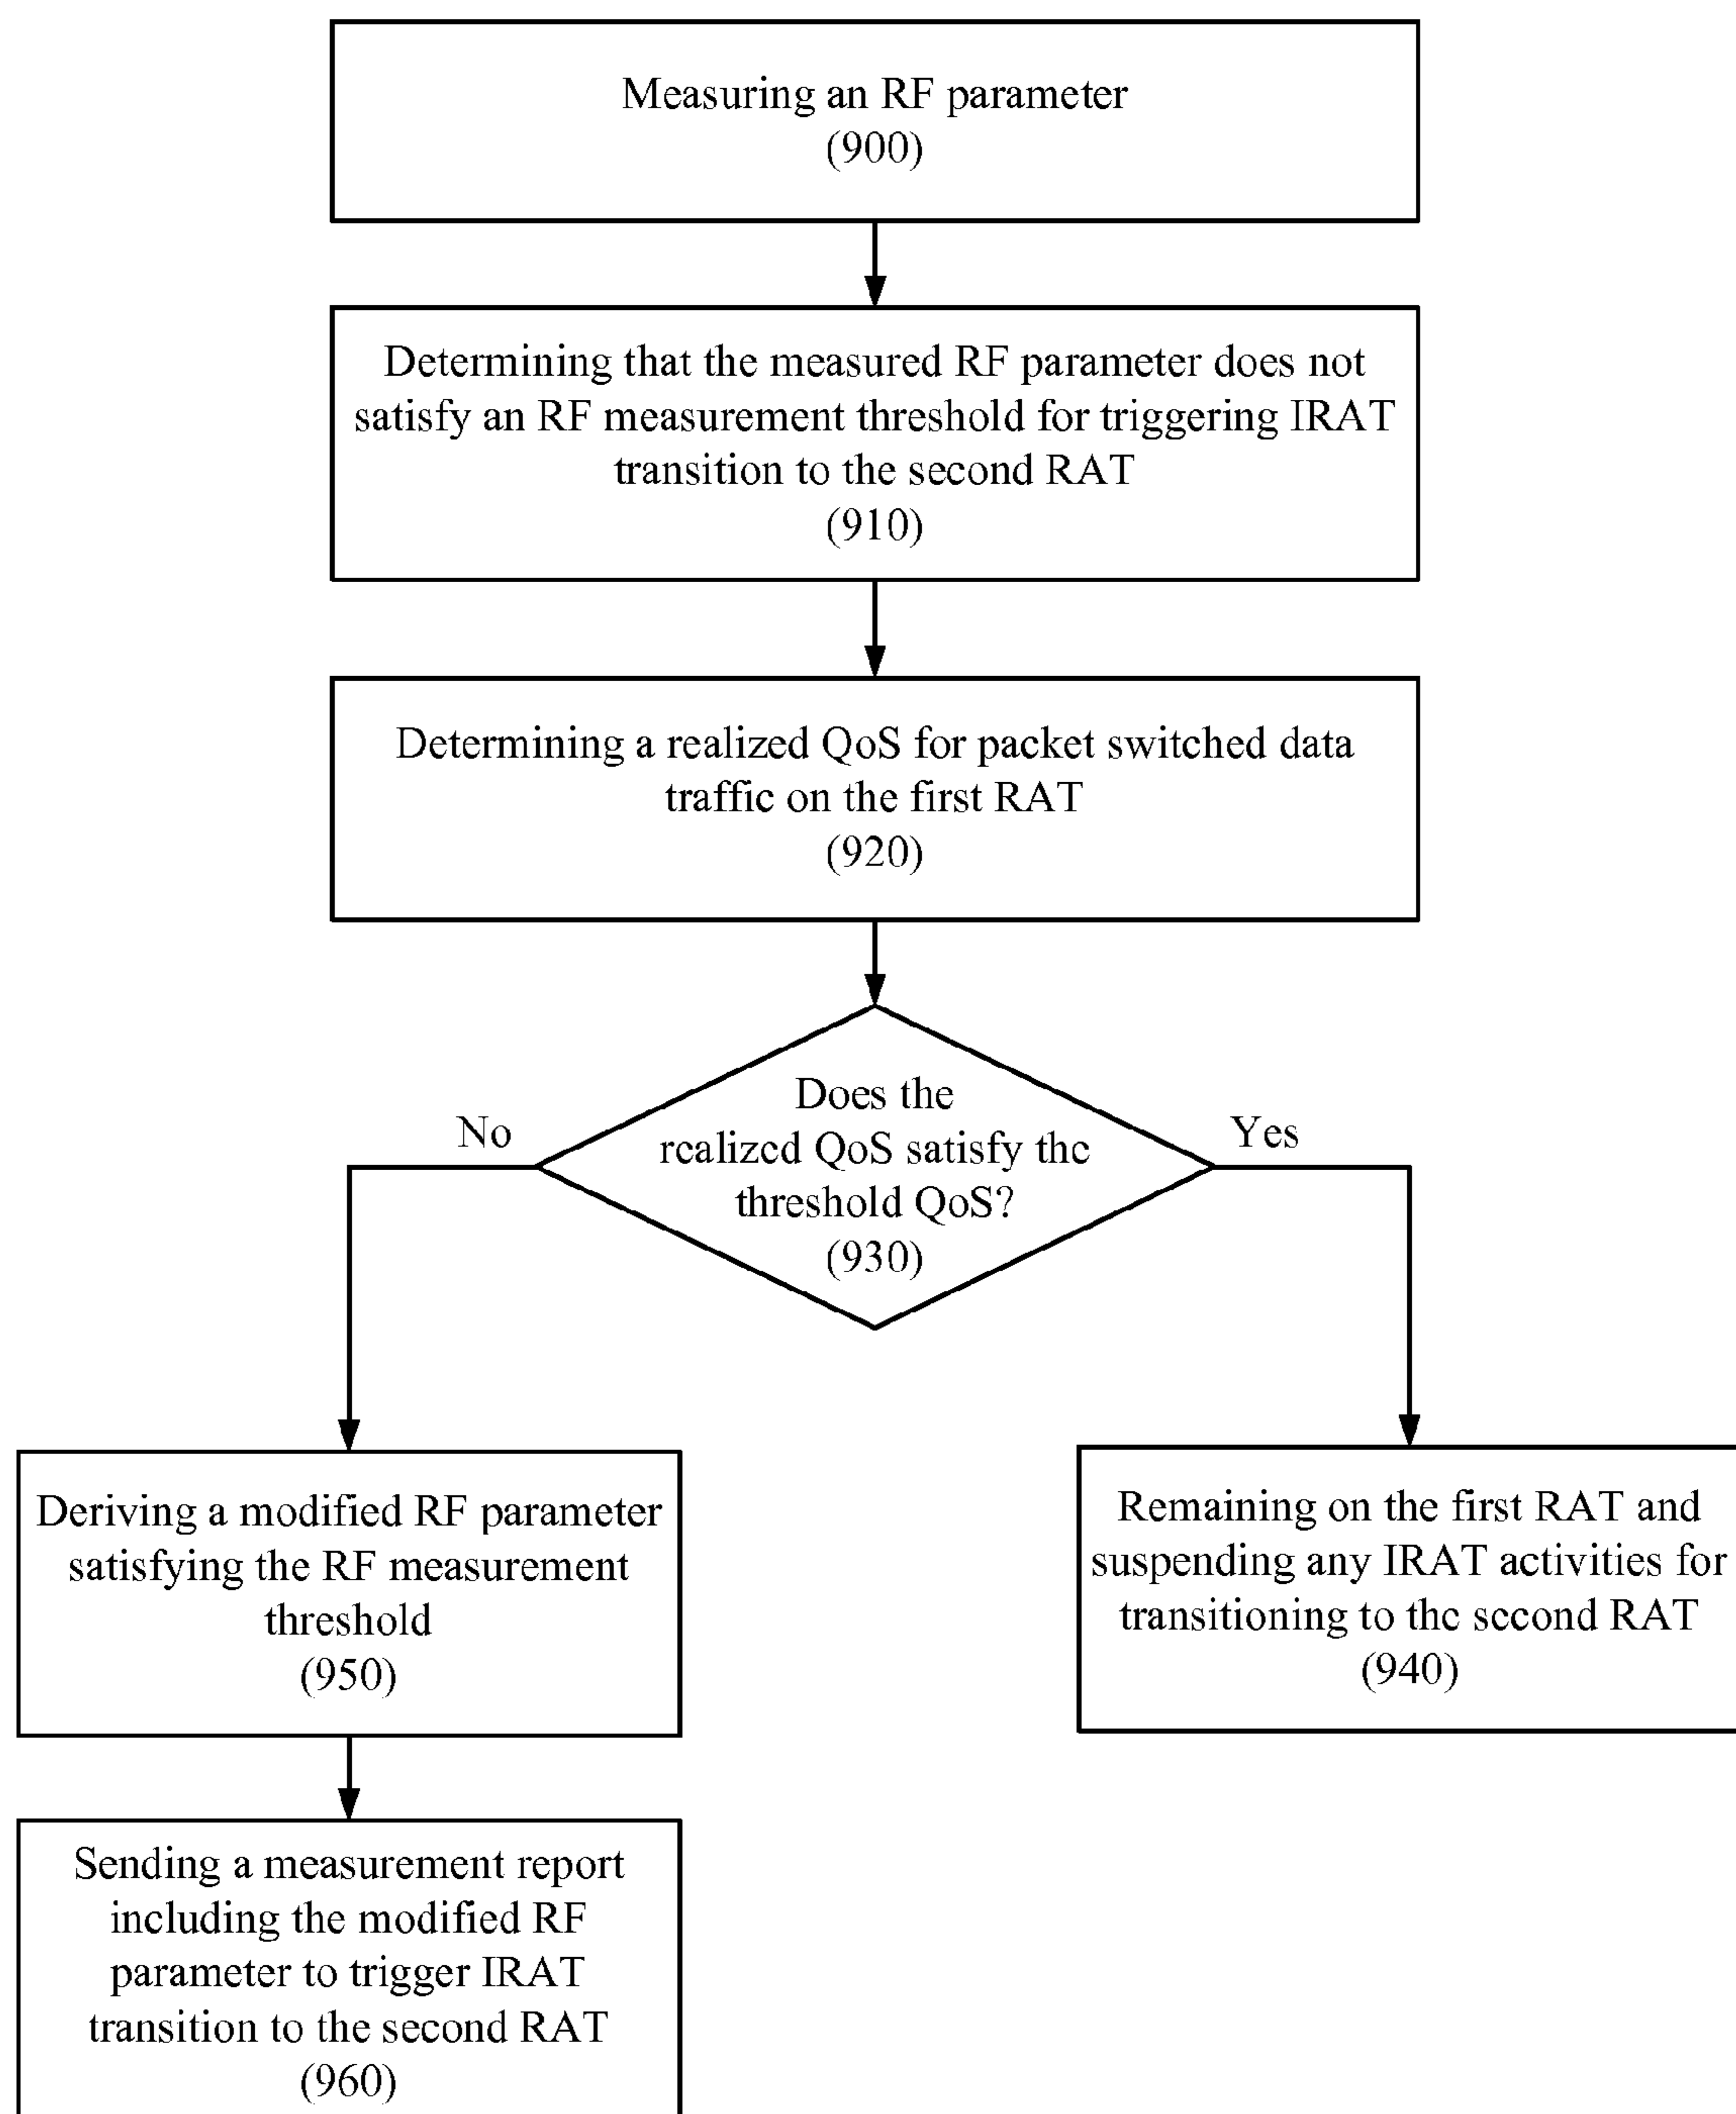 Measuring an RF parameter
(900)
Determining that the measured RF parameter does not
satisfy an RF measurement threshold for triggering IRAT
transition to the second RAT
(910)
Determining a realized QoS for packet switched data
traffic on the first RAT
(920)
Does the
realized QoS satisfy the
threshold QoS?
(930)
No
Yes
Deriving a modified RF parameter
satisfying the RF measurement
threshold
(950)
Remaining on the first RAT and
suspending any IRAT activities for
transitioning to the second RAT
(940)
Sending a measurement report
including the modified RF
parameter to trigger IRAT
transition to the second RAT
(960)